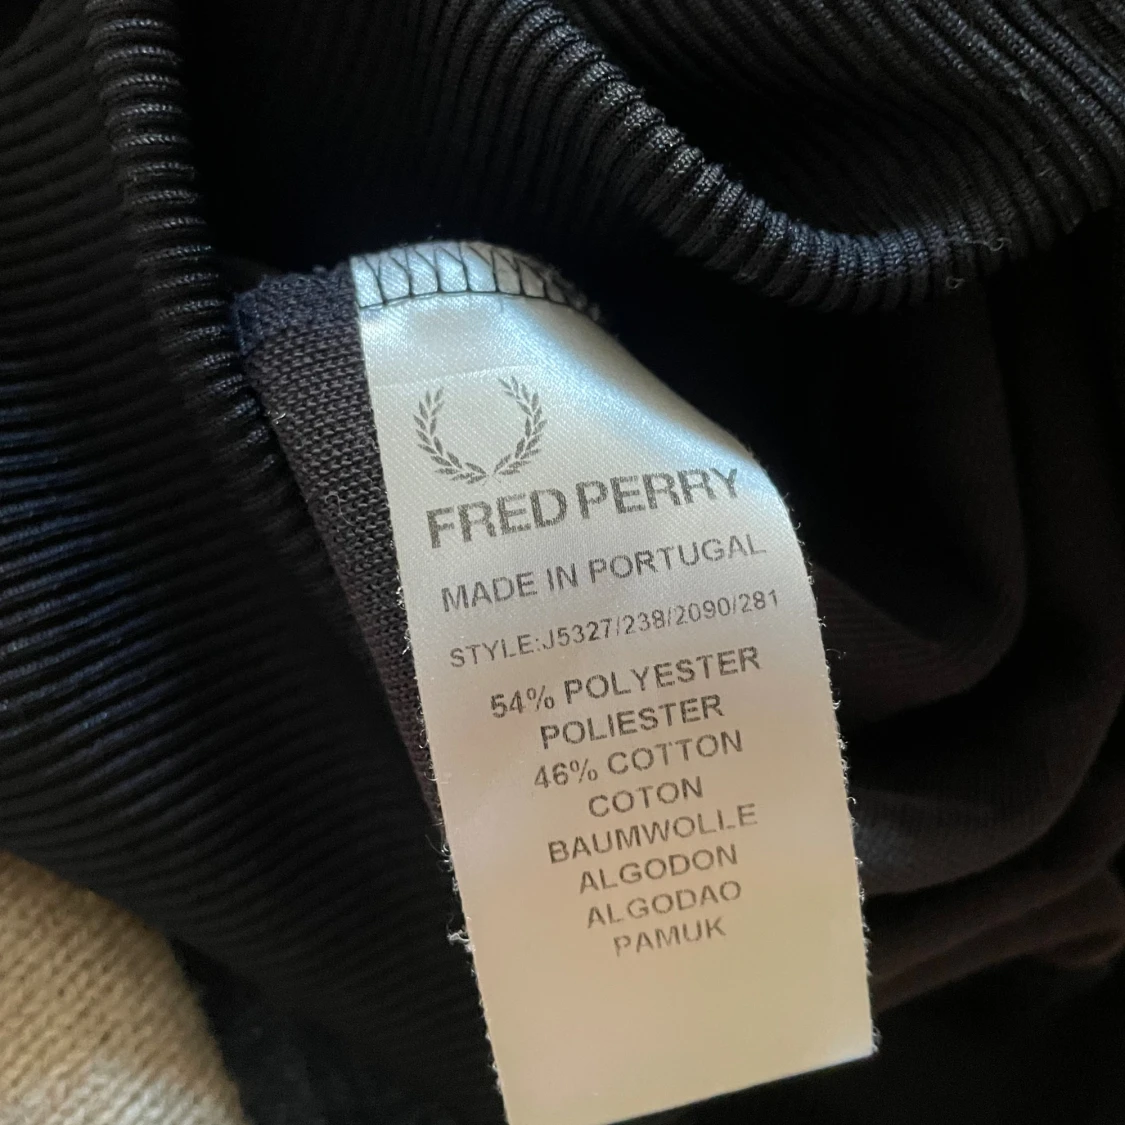 FRED PERRY
MADE IN PORTUGAL
STYLE:J5327/238/2090/281
54% POLYESTER
POLIESTER
46% COTTON
COTON
BAUMWOLLE
ALGODON
ALGODAO
PAMUK